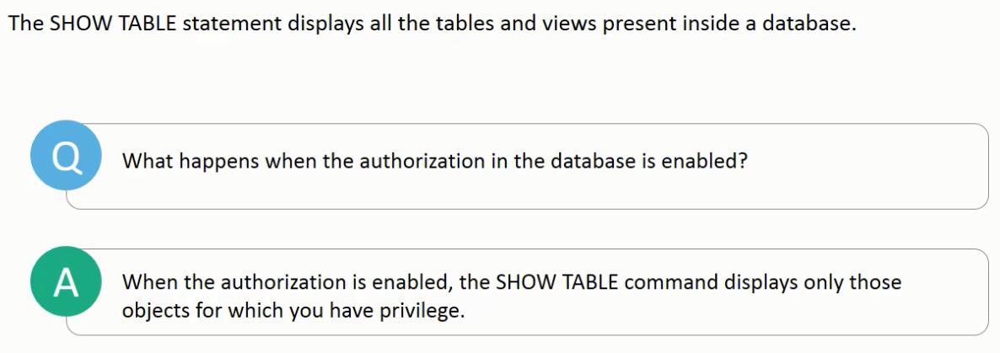 The SHOW TABLE statement displays all the tables and views present inside a database.
Q
What happens when the authorization in the database is enabled?
A
When the authorization is enabled, the SHOW TABLE command displays only those
objects for which you have privilege.